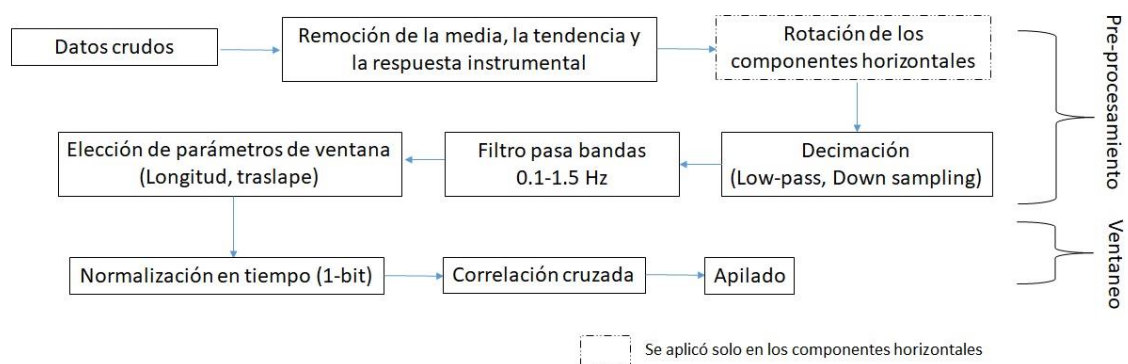 Datos crudos
Remoción de la media, la tendencia y
la respuesta instrumental
Rotación de los
componentes horizontales
Pre-procesamiento
Elección de parámetros de ventana
(Longitud, traslape)
Filtro pasa bandas
0.1-1.5 Hz
Decimación
(Low-pass, Down sampling)
Normalización en tiempo (1-bit)
Correlación cruzada
Apilado
Ventaneo
Se aplicó solo en los componentes horizontales